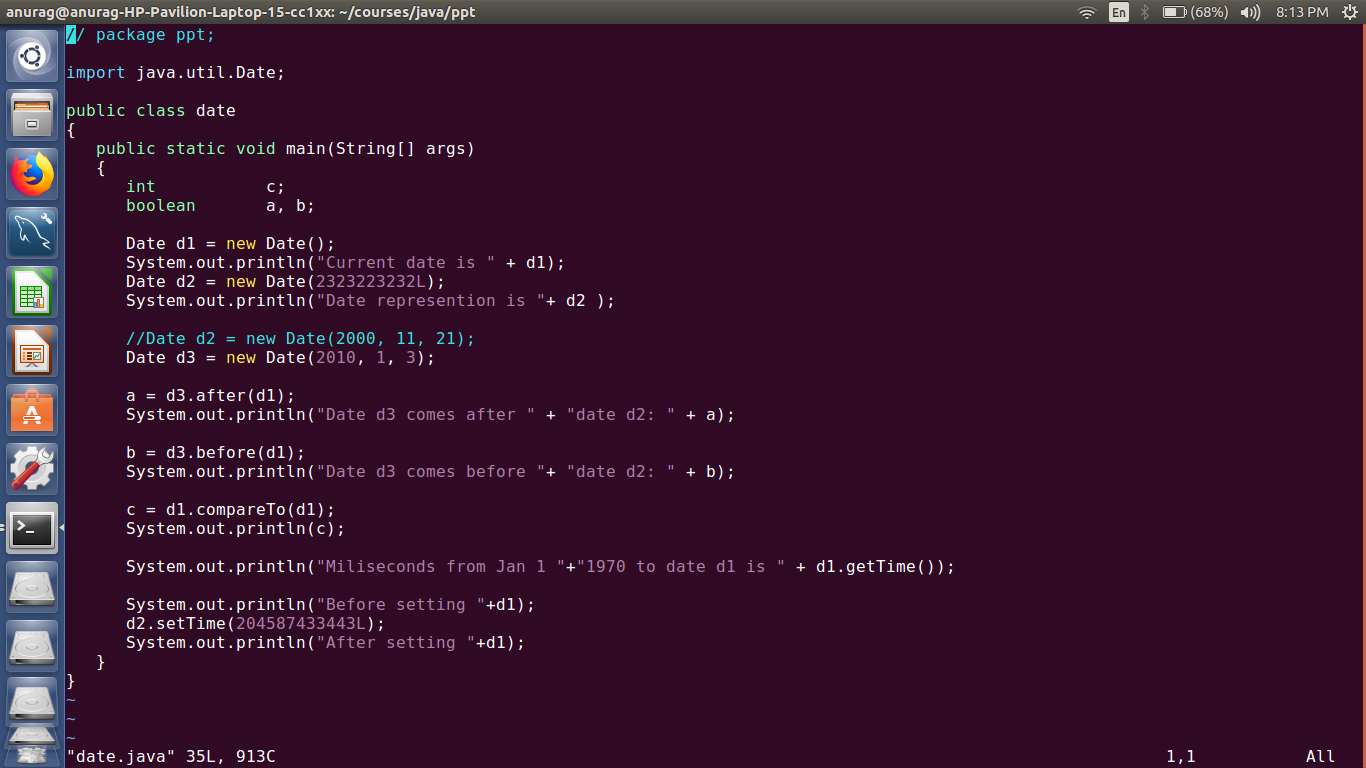 anurag@anurag-HP-Pavilion-Laptop-15-cc1xx: ~/courses/java/ppt
En
(68%)
8:13 PM
// package ppt;
import java.util.Date;
public class date
{
public static void main(String[] args)
{
int c;
boolean a, b;
Date d1 = new Date();
System.out.println("Current date is " + d1);
Date d2 = new Date(2323223232L);
System.out.println("Date represention is "+ d2 );
//Date d2 = new Date(2000, 11, 21);
Date d3 = new Date(2010, 1, 3);
a = d3.after(d1);
System.out.println("Date d3 comes after " + "date d2: " + a);
b = d3.before(d1);
System.out.println("Date d3 comes before "+ "date d2: " + b);
c = d1.compareTo(d1);
System.out.println(c);
System.out.println("Miliseconds from Jan 1 "+"1970 to date d1 is " + d1.getTime());
System.out.println("Before setting "+d1);
d2.setTime(204587433443L);
System.out.println("After setting "+d1);
}
}
~
~
~
"date.java" 35L, 913C 1,1 All